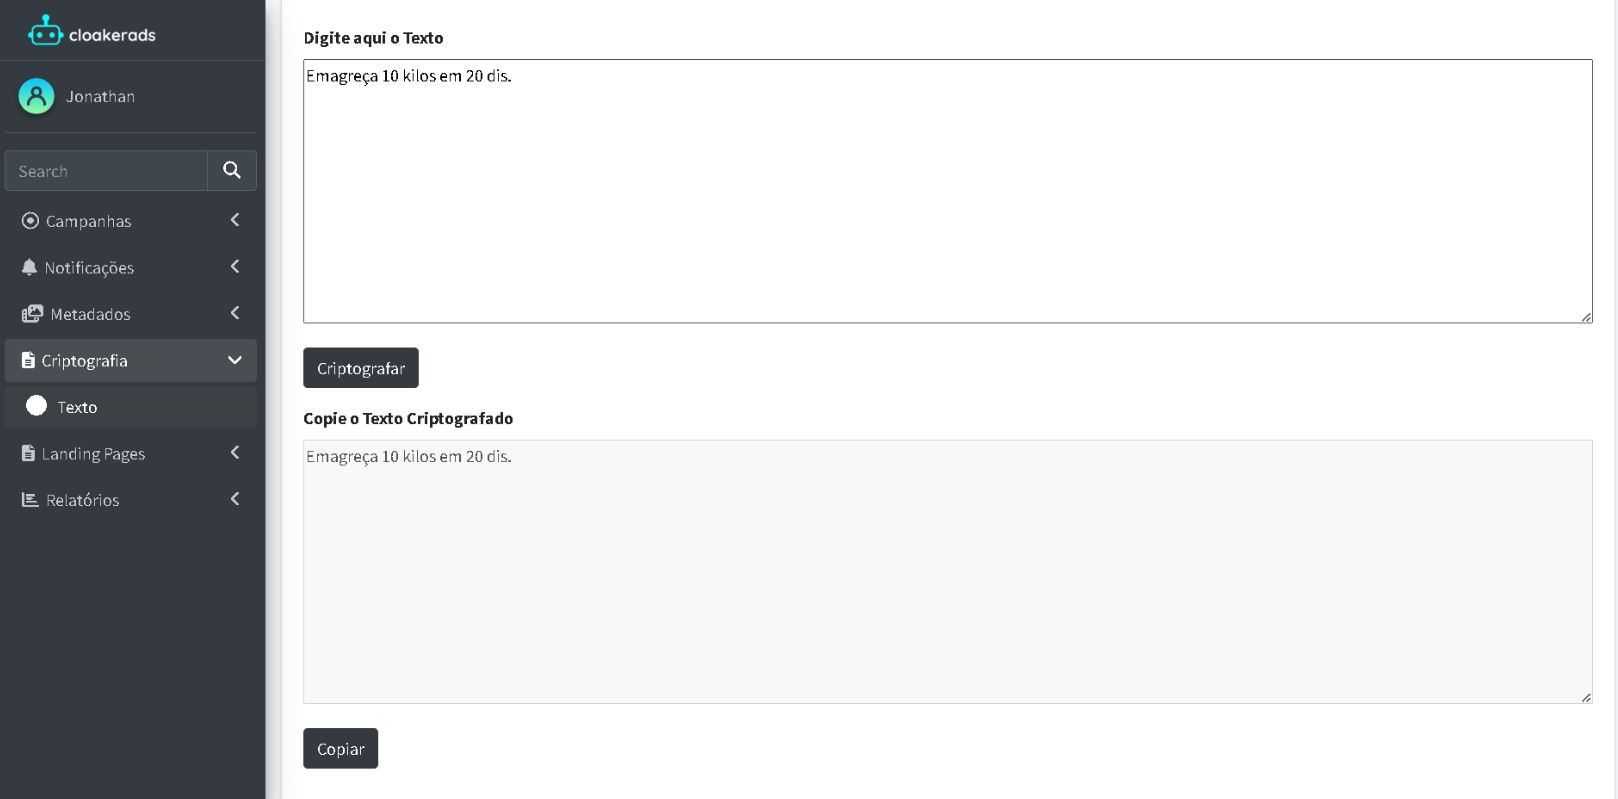 cloakerads
Jonathan
Search
Campanhas
Notificações
Metadados
Criptografia
Texto
Landing Pages
Relatórios
Digite aqui o Texto
Emagreça 10 kilos em 20 dis.
Criptografar
Copie o Texto Criptografado
Emagreça 10 kilos em 20 dis.
Copiar